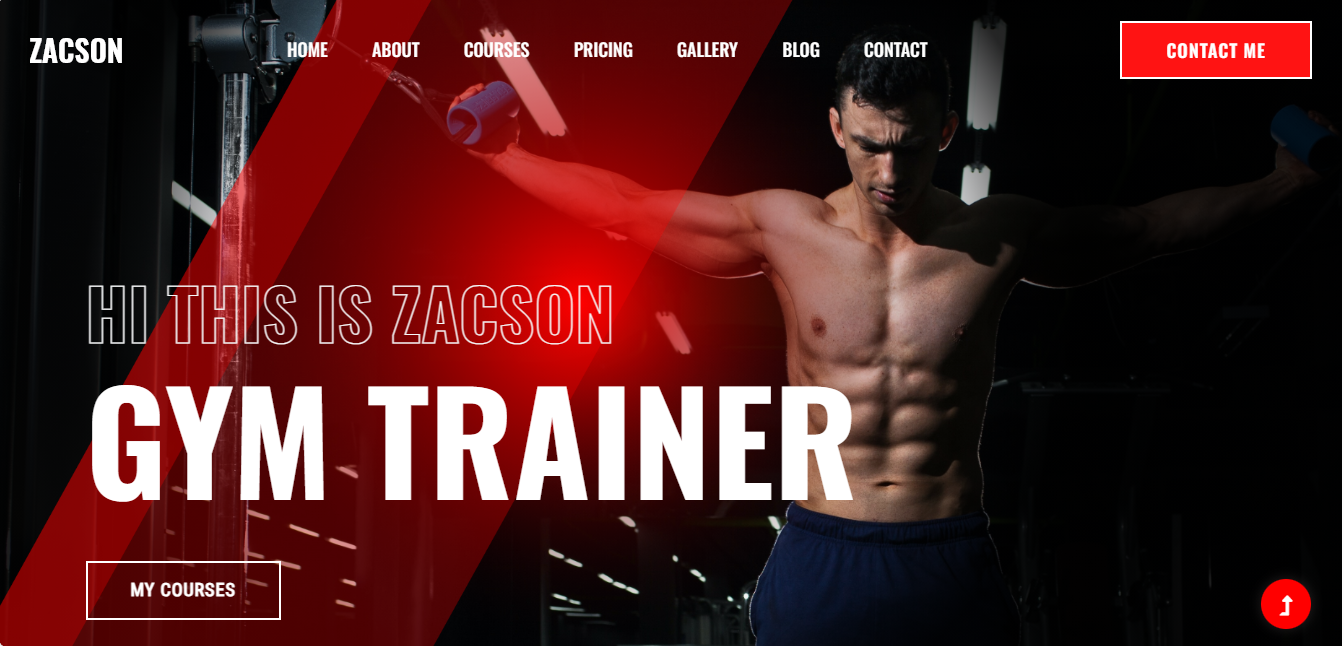 ZACSON
HOME ABOUT COURSES PRICING GALLERY BLOG CONTACT
CONTACT ME
HI THIS IS ZACSON
GYM TRAINER
MY COURSES